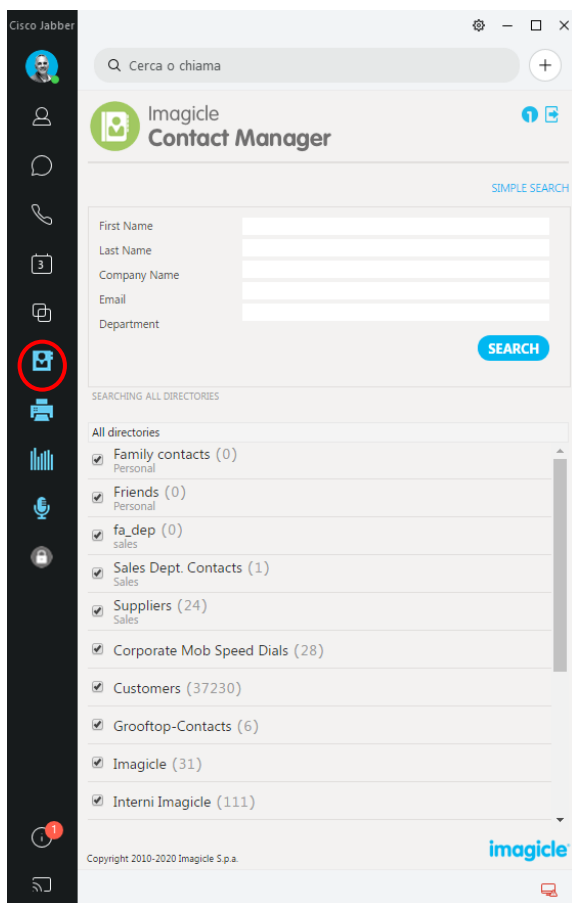 Cisco Jabber
Cerca o chiama
Imagicle
Contact Manager
1
SIMPLE SEARCH
First Name
Last Name
Company Name
Email
Department
SEARCH
SEARCHING ALL DIRECTORIES
All directories
Family contacts (0)
Personal
Friends (0)
Personal
fa_dep (0)
sales
Sales Dept. Contacts (1)
Sales
Suppliers (24)
Sales
Corporate Mob Speed Dials (28)
Customers (37230)
Grooftop-Contacts (6)
Imagicle (31)
Interni Imagicle (111)
3
1
Copyright 2010-2020 Imagicle S.p.a.
imagicle